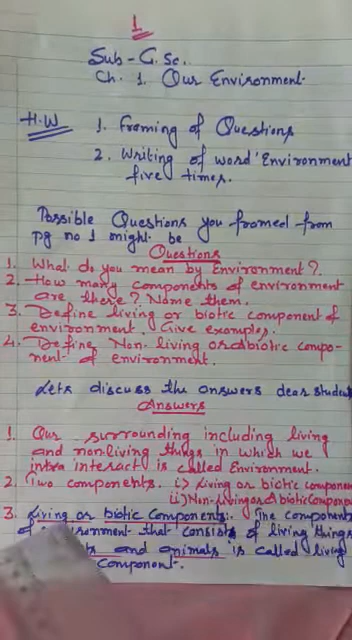 1
Sub - G. Sc.
Ch. 1. Our Environment.
H.W 1. Framing of Questions
2. Writing of word 'Environment
five times.
Possible Questions you framed from
pg no 1 might be
Questions
1. What do you mean by Environment?.
2. How many components of environment
are there? Name them.
3. Define living or biotic component of
environment. Give examples.
4. Define Non-living or abiotic compo-
nent of environment.
Lets discuss the answers dear student
Answers
1. Our surrounding including living
and nonliving things in which we
interact is called Environment.
2. Two components. i) Living or biotic component
ii) Non-living or Abiotic Component
3. Living or biotic Components:- The component
of environment that consists of living things
and animals is called living
component.